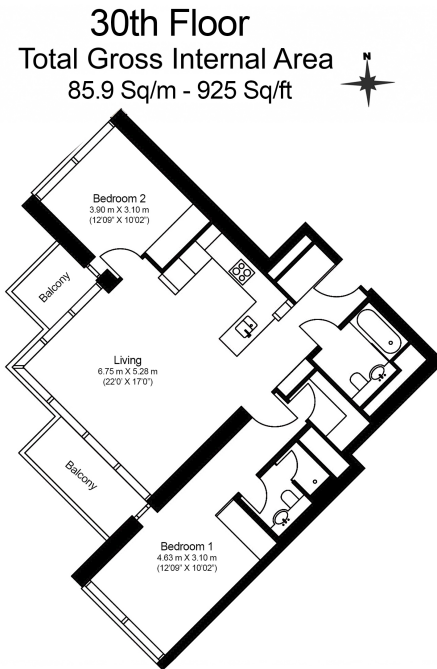 30th Floor
Total Gross Internal Area
85.9 Sq/m - 925 Sq/ft
N
Bedroom 2
3.90 m X 3.10 m
(12'09" X 10'02")
Balcony
Living
6.75 m X 5.28 m
(22'0' X 17'0")
Balcony
Bedroom 1
4.63 m X 3.10 m
(12'09" X 10'02")